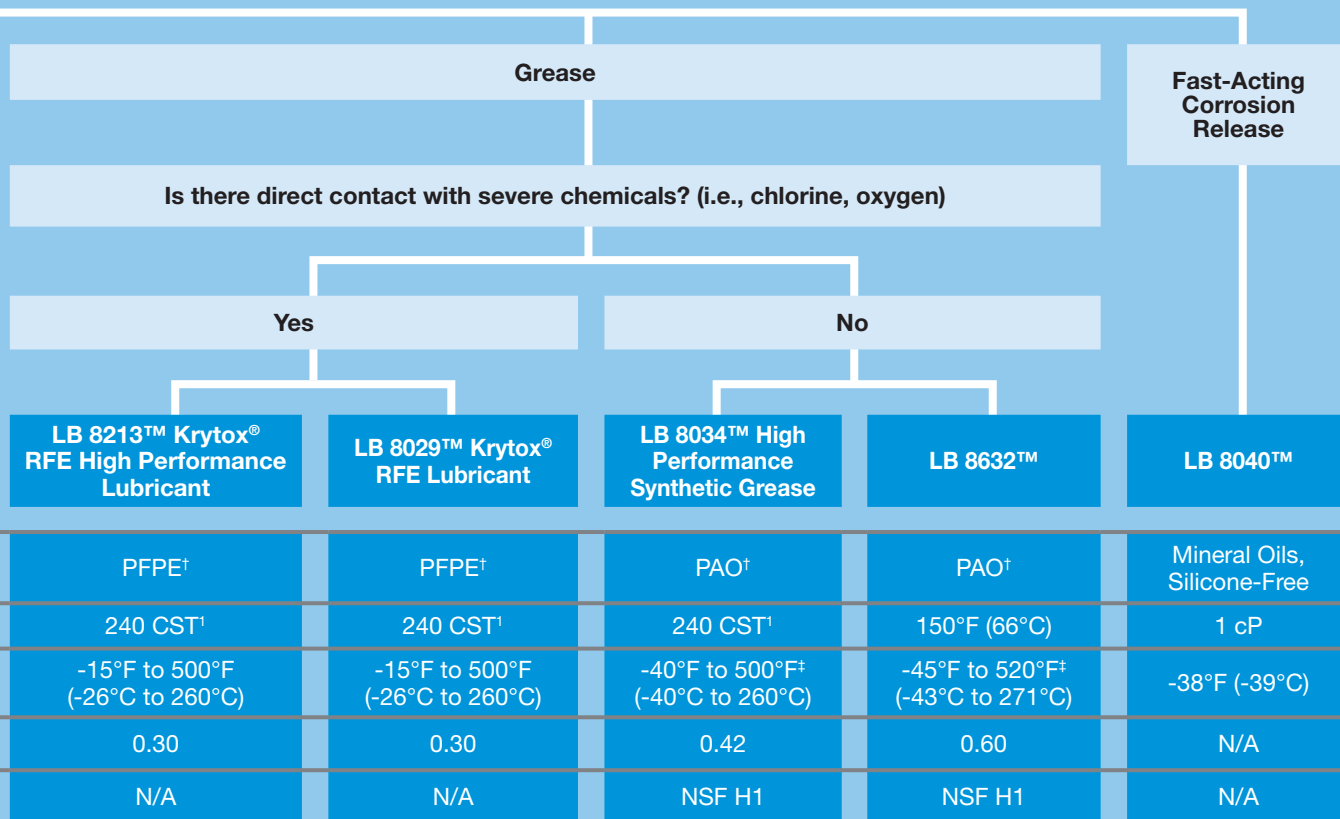 Grease
Fast-Acting
Corrosion
Release
Is there direct contact with severe chemicals? (i.e., chlorine, oxygen)
Yes
No
LB 8213™ Krytox®
RFE High Performance
Lubricant
LB 8029™ Krytox®
RFE Lubricant
LB 8034™ High
Performance
Synthetic Grease
LB 8632™
LB 8040™
PFPE†
PFPE†
PAO†
PAO†
Mineral Oils,
Silicone-Free
240 CST¹
240 CST¹
240 CST¹
150°F (66°C)
1 cP
-15°F to 500°F
(-26°C to 260°C)
-15°F to 500°F
(-26°C to 260°C)
-40°F to 500°F‡
(-40°C to 260°C)
-45°F to 520°F‡
(-43°C to 271°C)
-38°F (-39°C)
0.30
0.30
0.42
0.60
N/A
N/A
N/A
NSF H1
NSF H1
N/A